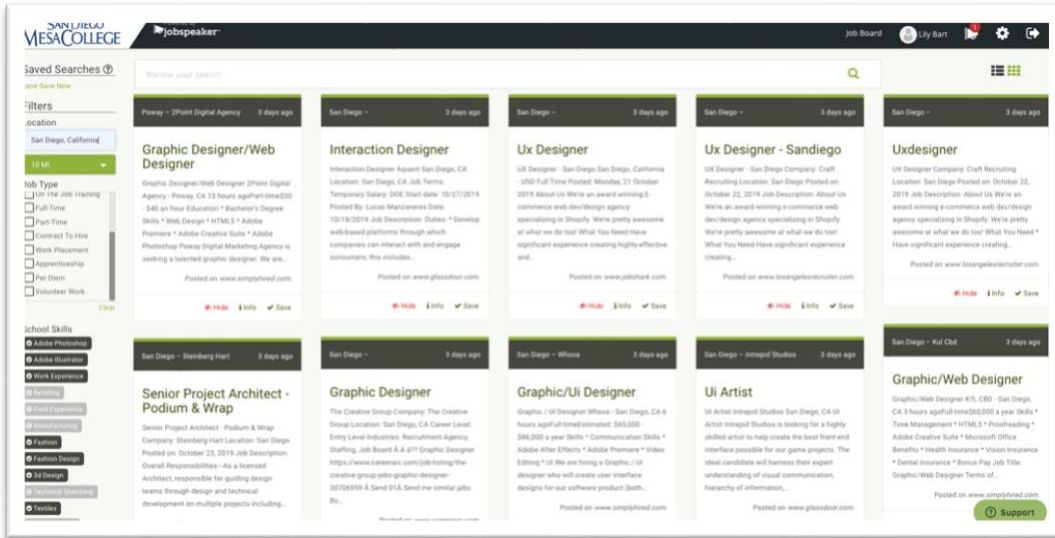 SAN DIEGO
MESA COLLEGE
jobspeaker
Job Board
Lily Bart
Saved Searches
Save Save New
Filters
Location
San Diego, California
10 Mi
Job Type
On The Job Training
Full-Time
Part-Time
Contract To Hire
Work Placement
Apprenticeship
Per Diem
Volunteer Work
Clear
School Skills
Adobe Photoshop
Adobe Illustrator
Work Experience
Retailing
Field Experience
Manufacturing
Fashion
Fashion Design
3d Design
Technical Sketching
Textiles
Narrow your search
Poway – 2Point Digital Agency 3 days ago
Graphic Designer/Web
Designer
Graphic Designer/Web Designer 2Point Digital
Agency - Poway, CA 13 hours agoPart-time$30
- $40 an hour Education * Bachelor's Degree
Skills * Web Design * HTML5 * Adobe
Premiere * Adobe Creative Suite * Adobe
Photoshop Poway Digital Marketing Agency is
seeking a talented graphic designer. We are...
Posted on www.simplyhired.com
Hide Info Save
San Diego – 3 days ago
Interaction Designer
Interaction Designer Aquent San Diego, CA
Location: San Diego, CA Job Terms:
Temporary Salary: DOE Start date: 10/27/2019
Posted By: Lucas Manzanares Date:
10/18/2019 Job Description: Duties: * Develop
web-based platforms through which
companies can interact with and engage
consumers; this includes...
Posted on www.glassdoor.com
Hide Info Save
San Diego – 3 days ago
Ux Designer
UX Designer - San Diego San Diego, California
- USD Full Time Posted: Monday, 21 October
2019 About Us We're an award winning E-
commerce web dev/design agency
specializing in Shopify. We're pretty awesome
at what we do too! What You Need Have
significant experience creating highly-effective
and...
Posted on www.jobshark.com
Hide Info Save
San Diego – 3 days ago
Ux Designer - Sandiego
UX Designer - San Diego Company: Craft
Recruiting Location: San Diego Posted on:
October 22, 2019 Job Description: About Us
We're an award winning e-commerce web
dev/design agency specializing in Shopify.
We're pretty awesome at what we do too!
What You Need Have significant experience
creating...
Posted on www.glassdoor.com
Hide Info Save
San Diego – 3 days ago
Uxdesigner
UX Designer Company: Craft Recruiting
Location: San Diego Posted on: October 22,
2019 Job Description: About Us We're an
award winning e-commerce web dev/design
agency specializing in Shopify. We're pretty
awesome at what we do too! What You Need *
Have significant experience creating...
Posted on www.losangelesrecruiter.com
Hide Info Save
San Diego – Steinberg Hart 3 days ago
Senior Project Architect -
Podium & Wrap
Senior Project Architect - Podium & Wrap
Company: Steinberg Hart Location: San Diego
Posted on: October 23, 2019 Job Description:
Overall Responsibilities:- As a licensed
Architect, responsible for guiding design
teams through design and technical
development on multiple projects including...
San Diego – 3 days ago
Graphic Designer
The Creative Group Company: The Creative
Group Location: San Diego, CA Career Level:
Entry Level Industries: Recruitment Agency,
Staffing, Job Board Â Â â?? Graphic Designer
https://www.careerarc.com/job-listing/the-
creative-group-jobs-graphic-designer-
30706959 Â Send 01Â Send me similar jobs
By...
Posted on www.careerarc.com
San Diego – Whova 3 days ago
Graphic/Ui Designer
Graphic / UI Designer Whova - San Diego, CA 6
hours agoFull-timeEstimated: $65,000 -
$86,000 a year Skills * Communication Skills *
Adobe After Effects * Adobe Premiere * Video
Editing * UI We are hiring a Graphic / UI
designer who will create user interface
designs for our software product (both...
Posted on www.simplyhired.com
San Diego – Intrepid Studios 3 days ago
Ui Artist
UI Artist Intrepid Studios San Diego, CA UI
Artist Intrepid Studios is looking for a highly
skilled artist to help create the best front-end
interface possible for our game projects. The
ideal candidate will harness their expert
understanding of visual communication,
hierarchy of information,...
Posted on www.glassdoor.com
San Diego – Kul Cbd 3 days ago
Graphic/Web Designer
Graphic/Web Designer K?L CBD - San Diego,
CA 3 hours agoFull-time$60,000 a year Skills *
Time Management * HTML5 * Proofreading *
Adobe Creative Suite * Microsoft Office
Benefits * Health Insurance * Vision Insurance
* Dental Insurance * Bonus Pay Job Title:
Graphic/Web Designer Terms of...
Posted on www.simplyhired.com
Support